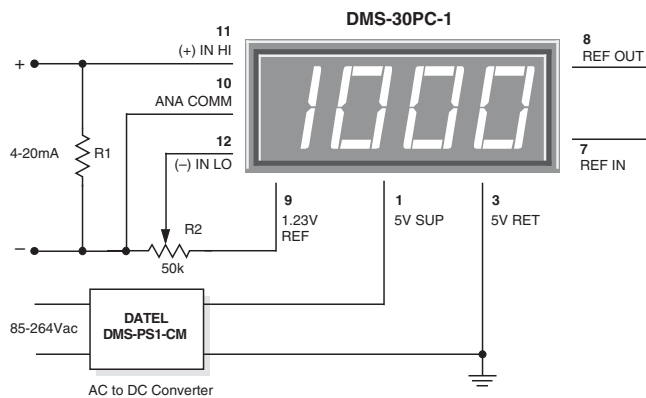 DMS-30PC-1
11
(+) IN HI
10
ANA COMM
12
(–) IN LO
1000
8
REF OUT
7
REF IN
+
4-20mA
R1
–
R2
50k
9
1.23V
REF
1
5V SUP
3
5V RET
85-264Vac
DATEL
DMS-PS1-CM
AC to DC Converter